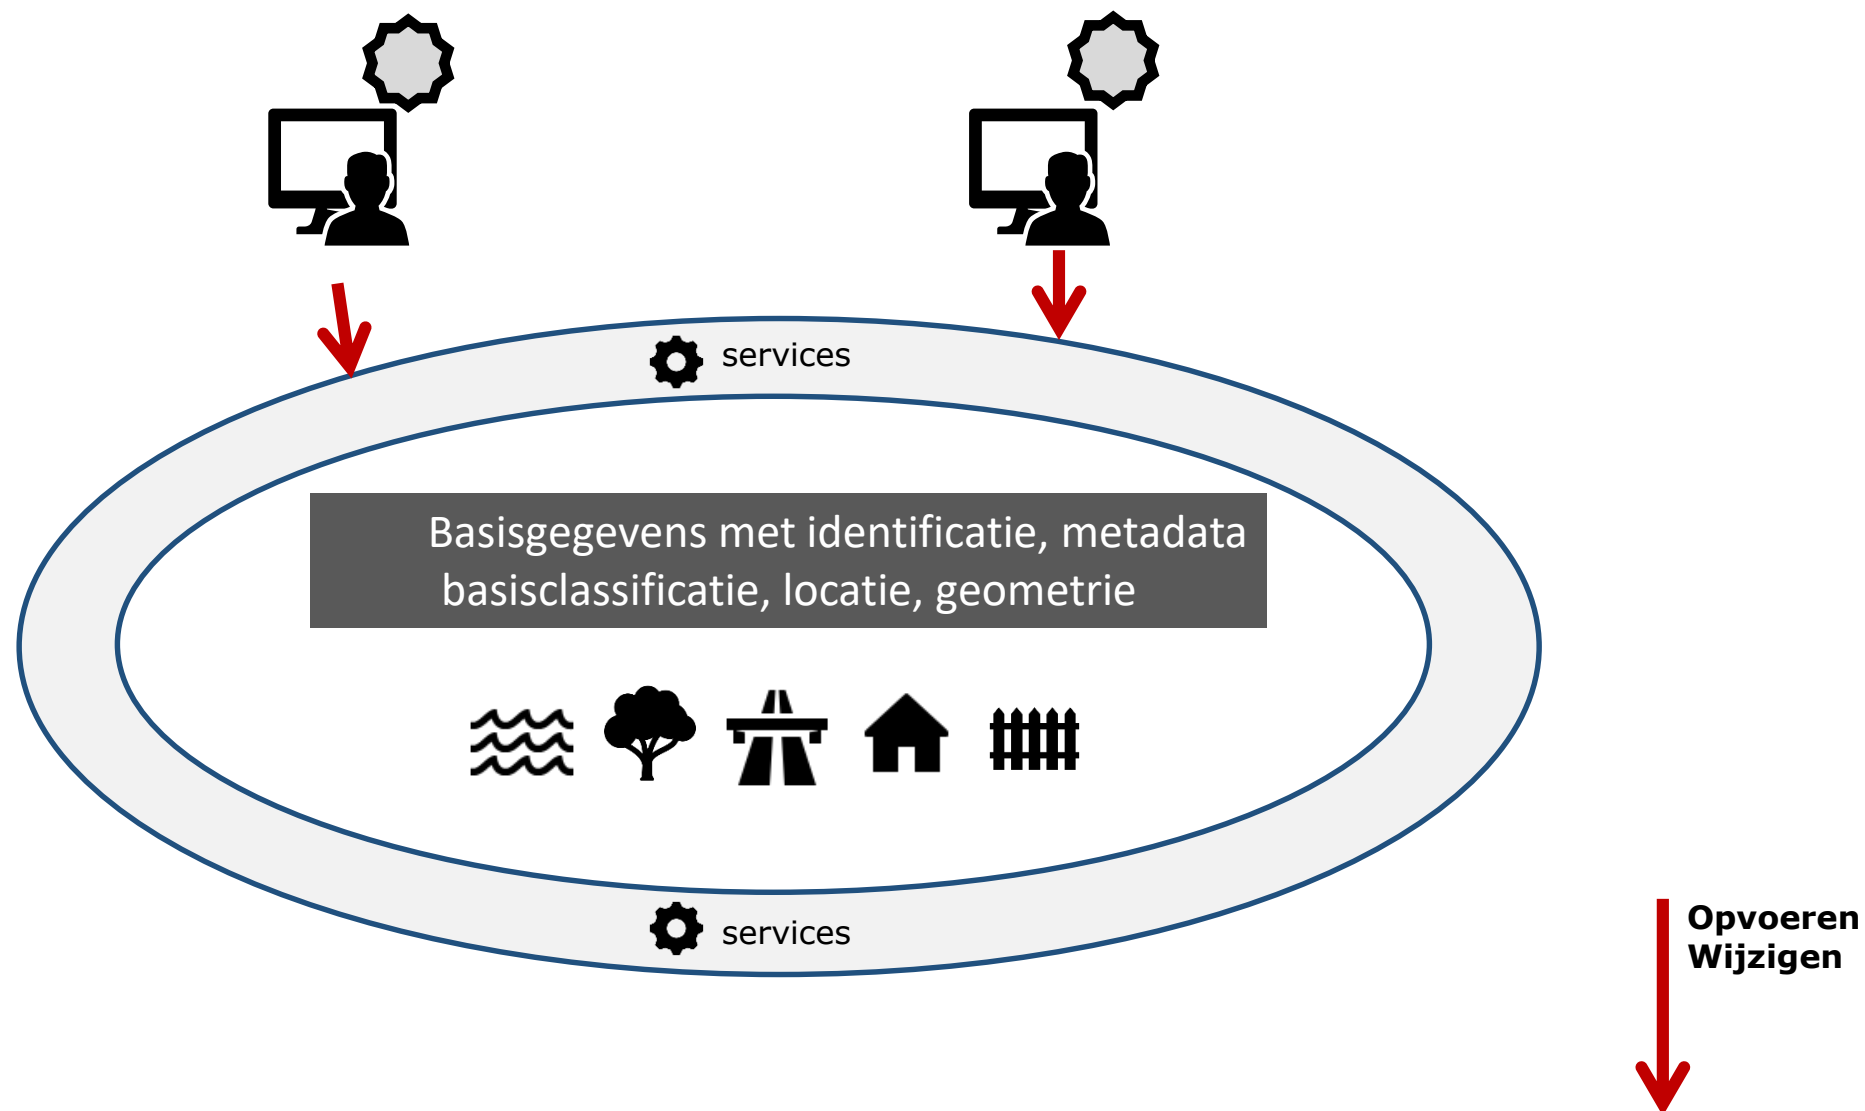 services
Basisgegevens met identificatie, metadata
basisclassificatie, locatie, geometrie
services
Opvoeren
Wijzigen